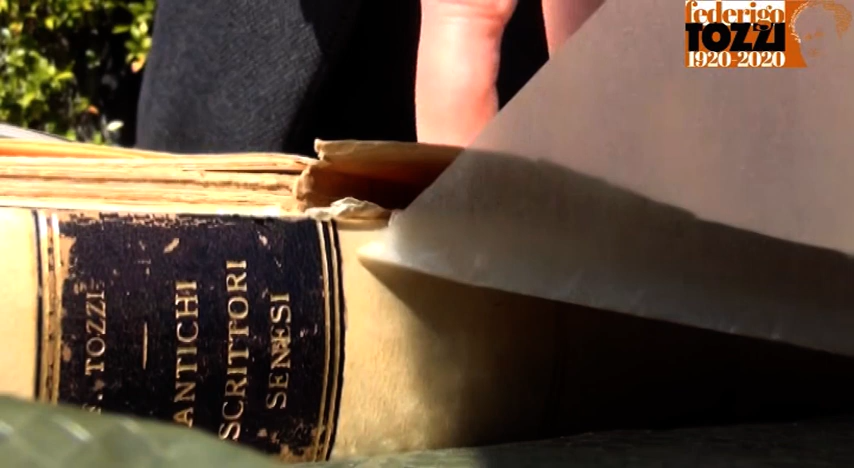 federigo
TOZZI
1920-2020
. TOZZI
—
ANTICHI
SCRITTORI
SENESI